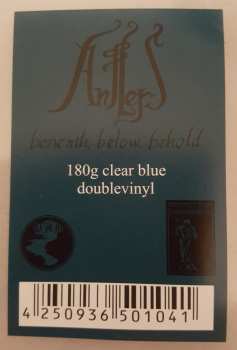 Antlers
beneath. below. behold.
180g clear blue
doublevinyl
4 250936 501041